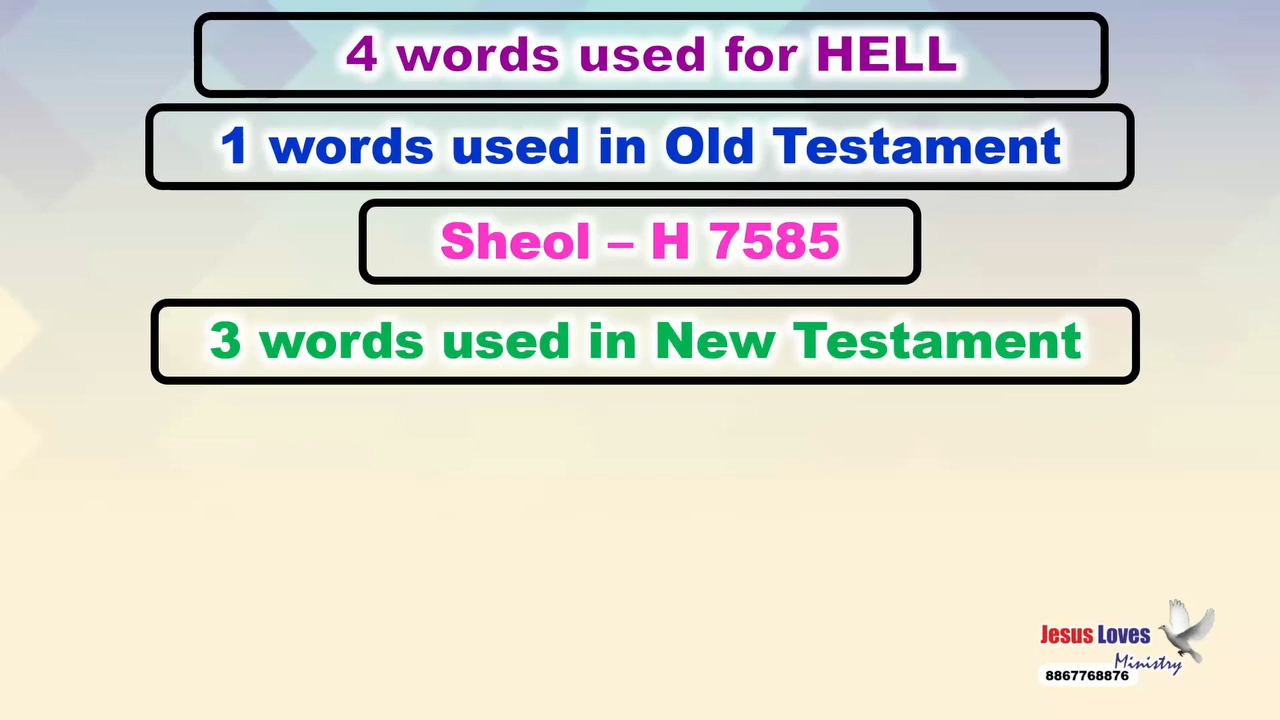 4 words used for HELL
1 words used in Old Testament
Sheol – H 7585
3 words used in New Testament
Jesus Loves
Ministry
8867768876